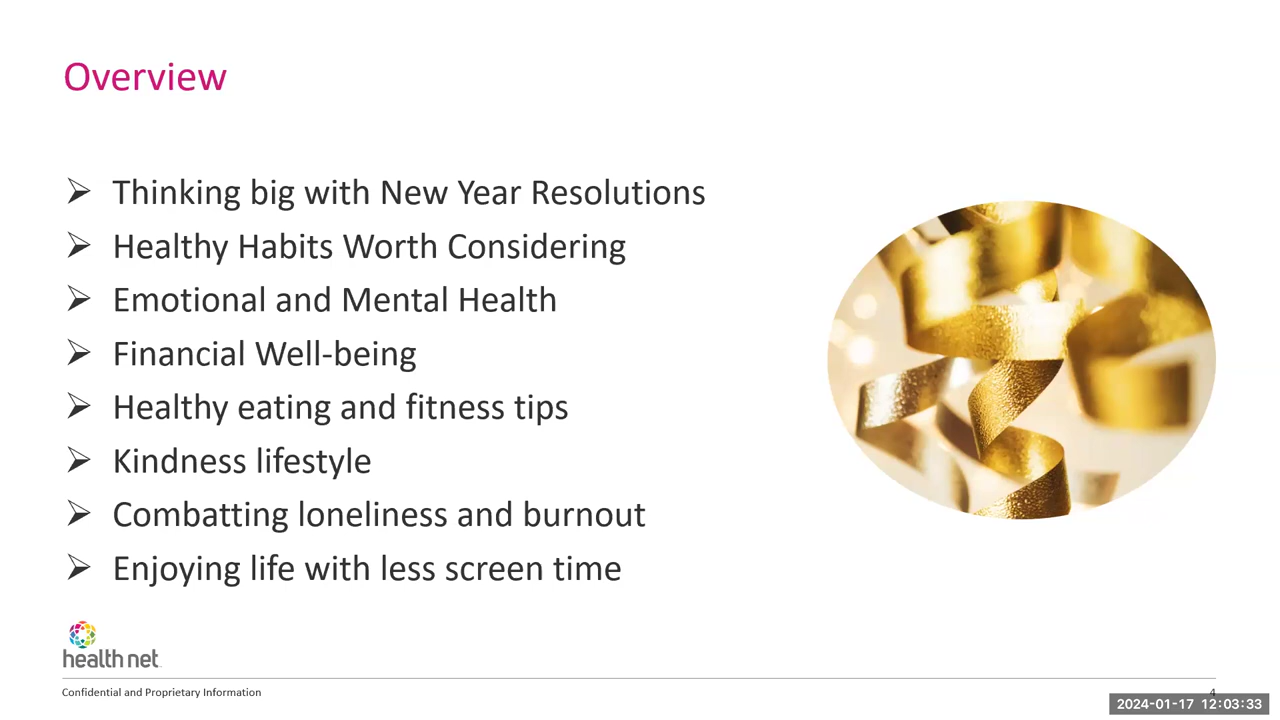 Overview
Thinking big with New Year Resolutions
Healthy Habits Worth Considering
Emotional and Mental Health
Financial Well-being
Healthy eating and fitness tips
Kindness lifestyle
Combatting loneliness and burnout
Enjoying life with less screen time
health net
Confidential and Proprietary Information
4
2024-01-17 12:03:33